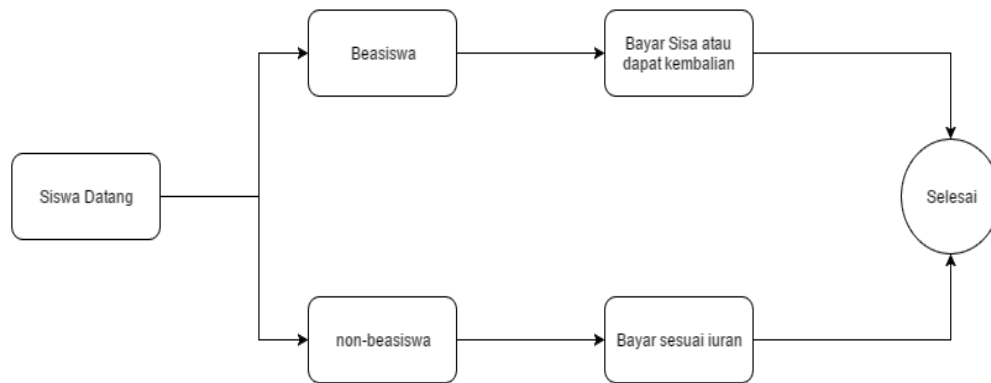 Beasiswa
Bayar Sisa atau
dapat kembalian
Siswa Datang
Selesai
non-beasiswa
Bayar sesuai iuran